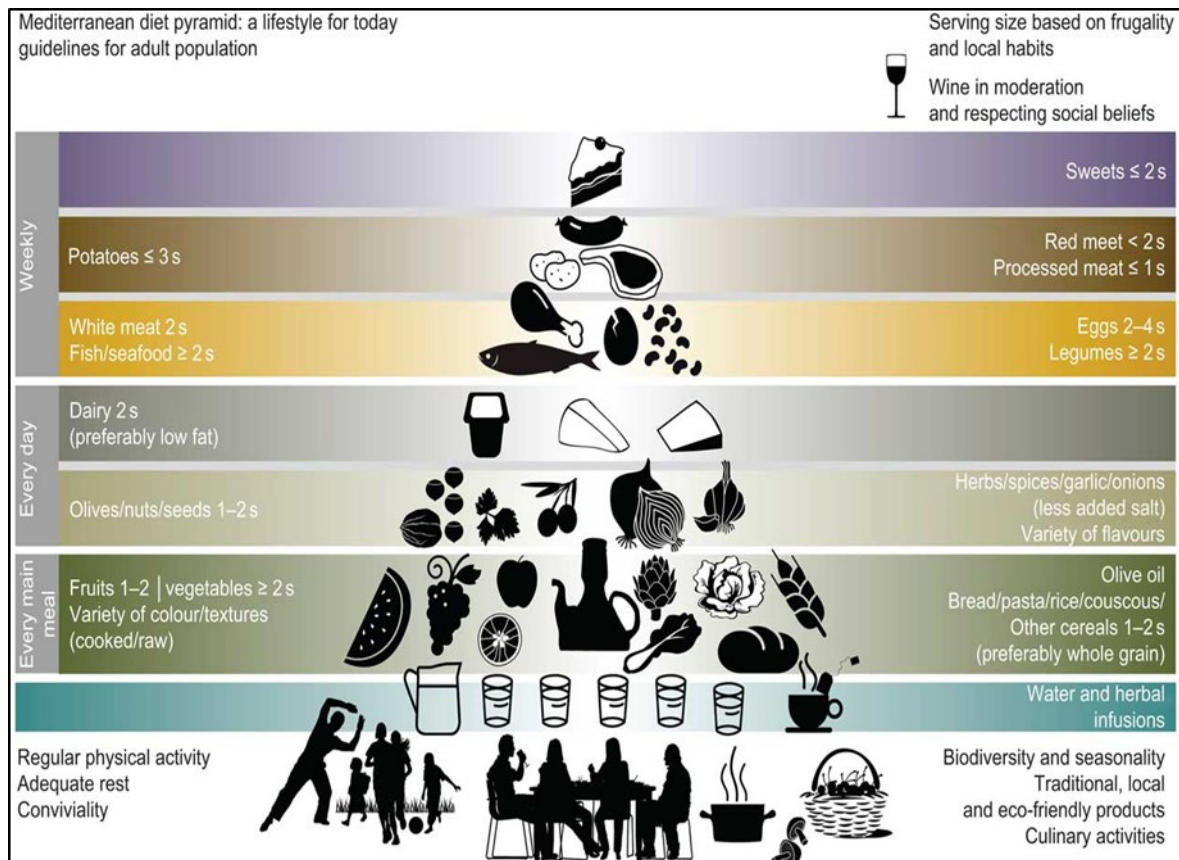 Mediterranean diet pyramid: a lifestyle for today
guidelines for adult population
Serving size based on frugality
and local habits
Wine in moderation
and respecting social beliefs
Weekly
Sweets ≤ 2 s
Potatoes ≤ 3 s
Red meet < 2 s
Processed meat ≤ 1 s
White meat 2 s
Fish/seafood ≥ 2 s
Eggs 2–4 s
Legumes ≥ 2 s
Every day
Dairy 2 s
(preferably low fat)
Olives/nuts/seeds 1–2 s
Herbs/spices/garlic/onions
(less added salt)
Variety of flavours
Every main
meal
Fruits 1–2 | vegetables ≥ 2 s
Variety of colour/textures
(cooked/raw)
Olive oil
Bread/pasta/rice/couscous/
Other cereals 1–2 s
(preferably whole grain)
Water and herbal
infusions
Regular physical activity
Adequate rest
Conviviality
Biodiversity and seasonality
Traditional, local
and eco-friendly products
Culinary activities